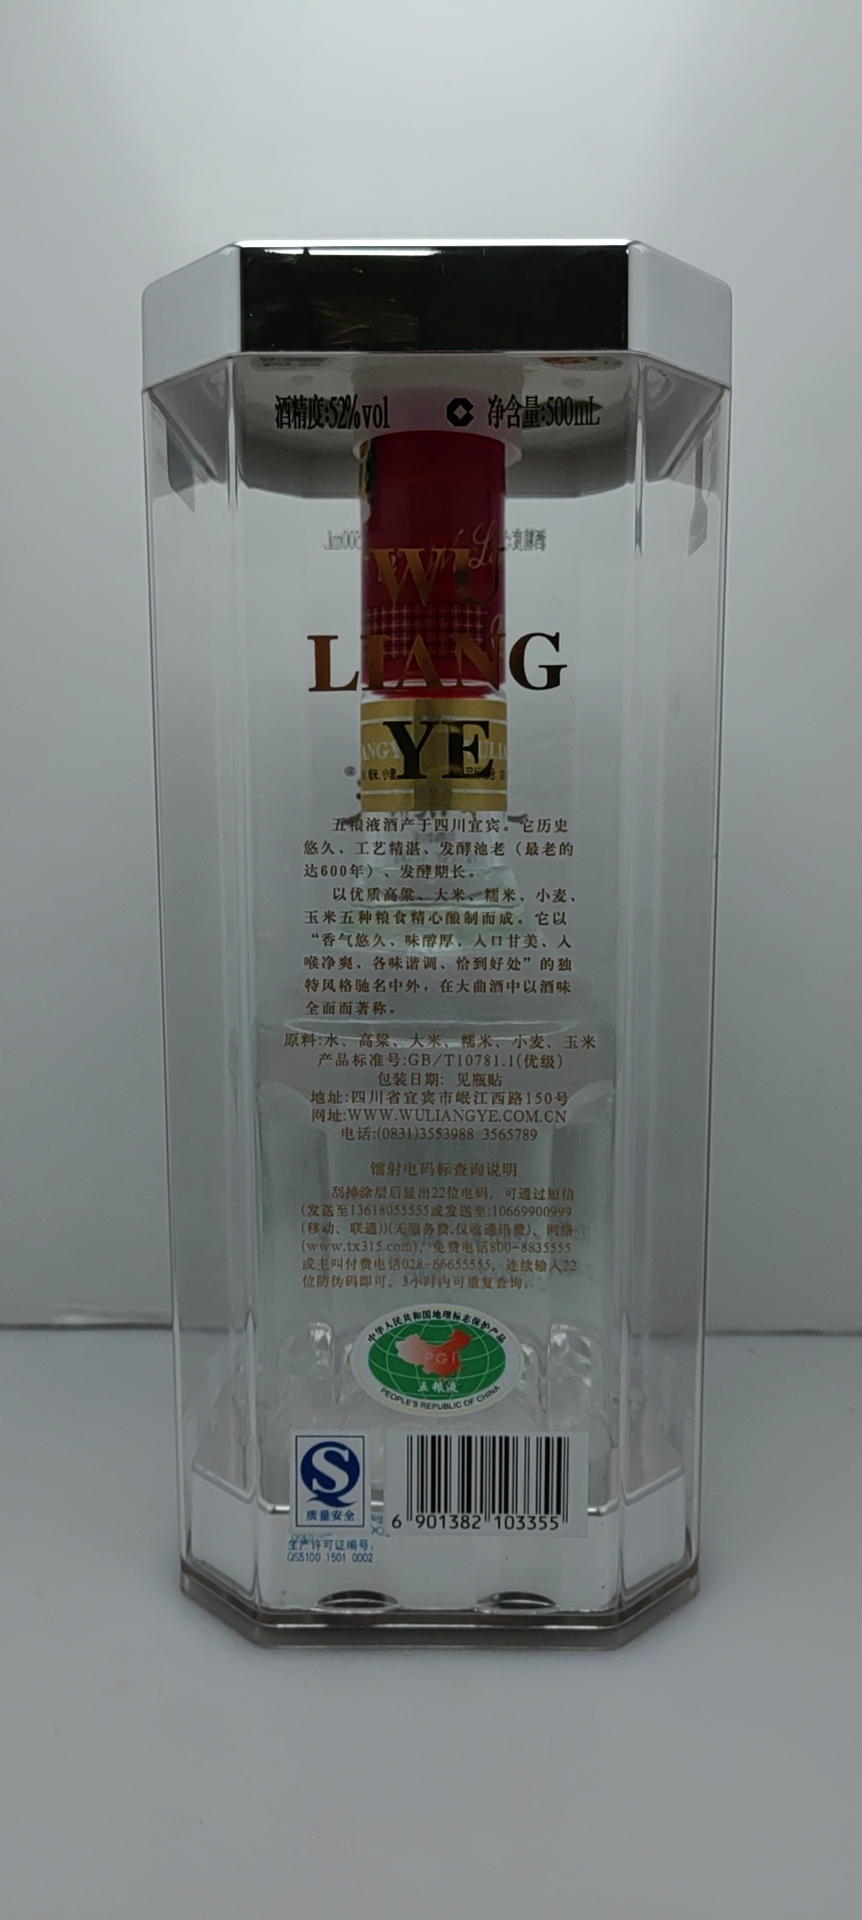 酒精度:52%vol 净含量:500mL
WU
LIANG
YE
五粮液酒产于四川宜宾。它历史
悠久、工艺精湛、发酵池老（最老的
达600年）、发酵期长。
以优质高粱、大米、糯米、小麦、
玉米五种粮食精心酿制而成。它以
“香气悠久、味醇厚、入口甘美、入
喉净爽、各味谐调、恰到好处”的独
特风格驰名中外，在大曲酒中以酒味
全面而著称。
原料:水、高粱、大米、糯米、小麦、玉米
产品标准号:GB/T10781.1(优级)
包装日期: 见瓶贴
地址:四川省宜宾市岷江西路150号
网址:WWW.WULIANGYE.COM.CN
电话:(0831)3553988 3565789
镭射电码标查询说明
刮掉涂层后显出22位电码，可通过短信
(发送至13618055555或发送至:10669900999
(移动、联通))(无服务费,仅收通讯费)、网络
(www.tx315.com)、免费电话800-8835555
或主叫付费电话028-66655555，连续输入22
位防伪码即可，3小时内可重复查询。
中华人民共和国地理标志保护产品
PGI
五粮液
PEOPLE'S REPUBLIC OF CHINA
质量安全
6 901382 103355
生产许可证编号:
QS5100 1501 0002